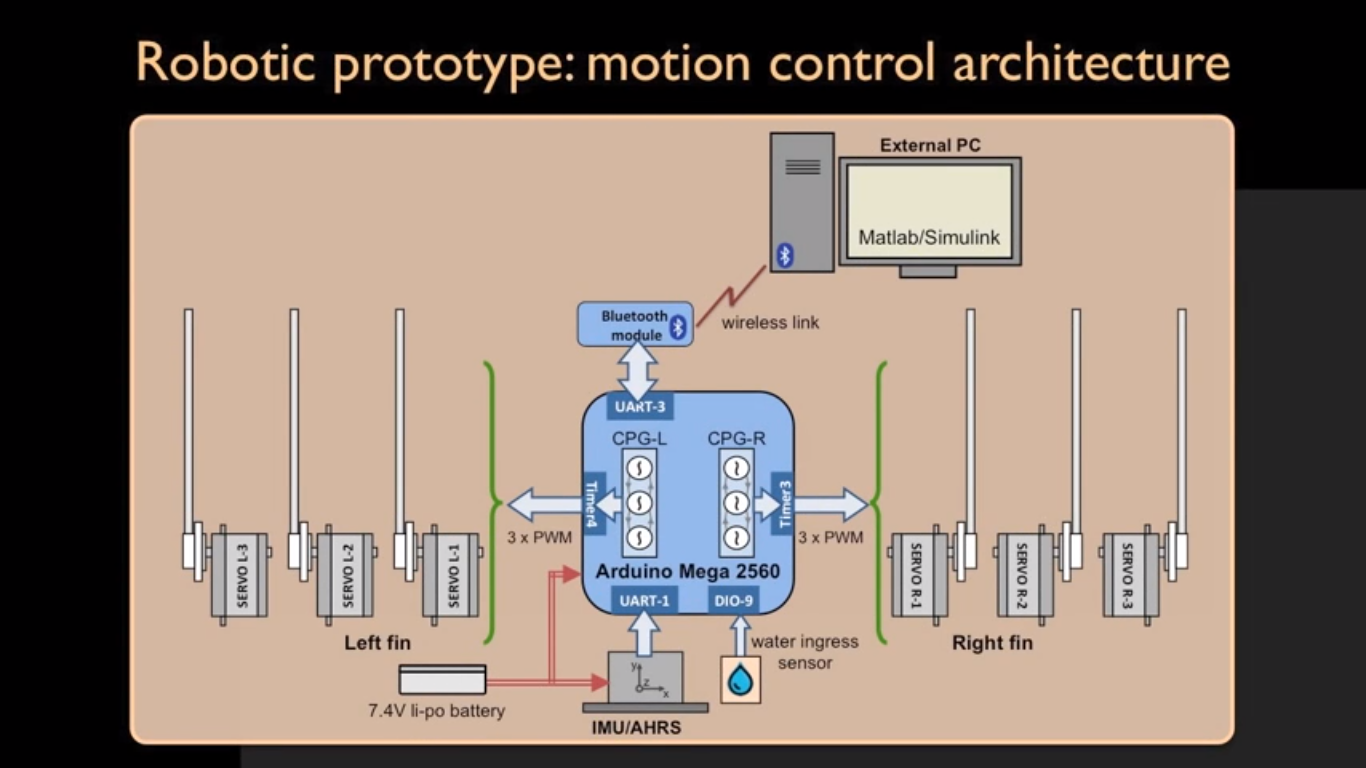 Robotic prototype: motion control architecture
External PC
Matlab/Simulink
Bluetooth
module
wireless link
UART-3
CPG-L
CPG-R
Timer4
Timer3
3 x PWM
3 x PWM
Arduino Mega 2560
UART-1
DIO-9
SERVO L-3
SERVO L-2
SERVO L-1
SERVO R-1
SERVO R-2
SERVO R-3
Left fin
Right fin
water ingress
sensor
y
z
x
7.4V li-po battery
IMU/AHRS